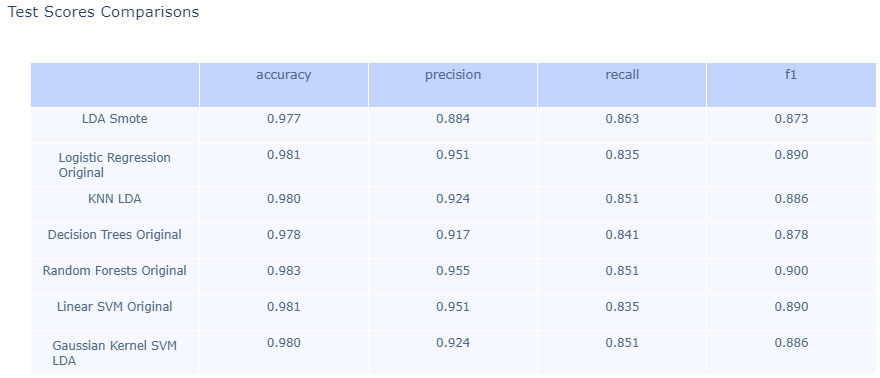 Test Scores Comparisons
accuracy precision recall f1
LDA Smote 0.977 0.884 0.863 0.873
Logistic Regression 0.981 0.951 0.835 0.890
Original
KNN LDA 0.980 0.924 0.851 0.886
Decision Trees Original 0.978 0.917 0.841 0.878
Random Forests Original 0.983 0.955 0.851 0.900
Linear SVM Original 0.981 0.951 0.835 0.890
Gaussian Kernel SVM 0.980 0.924 0.851 0.886
LDA